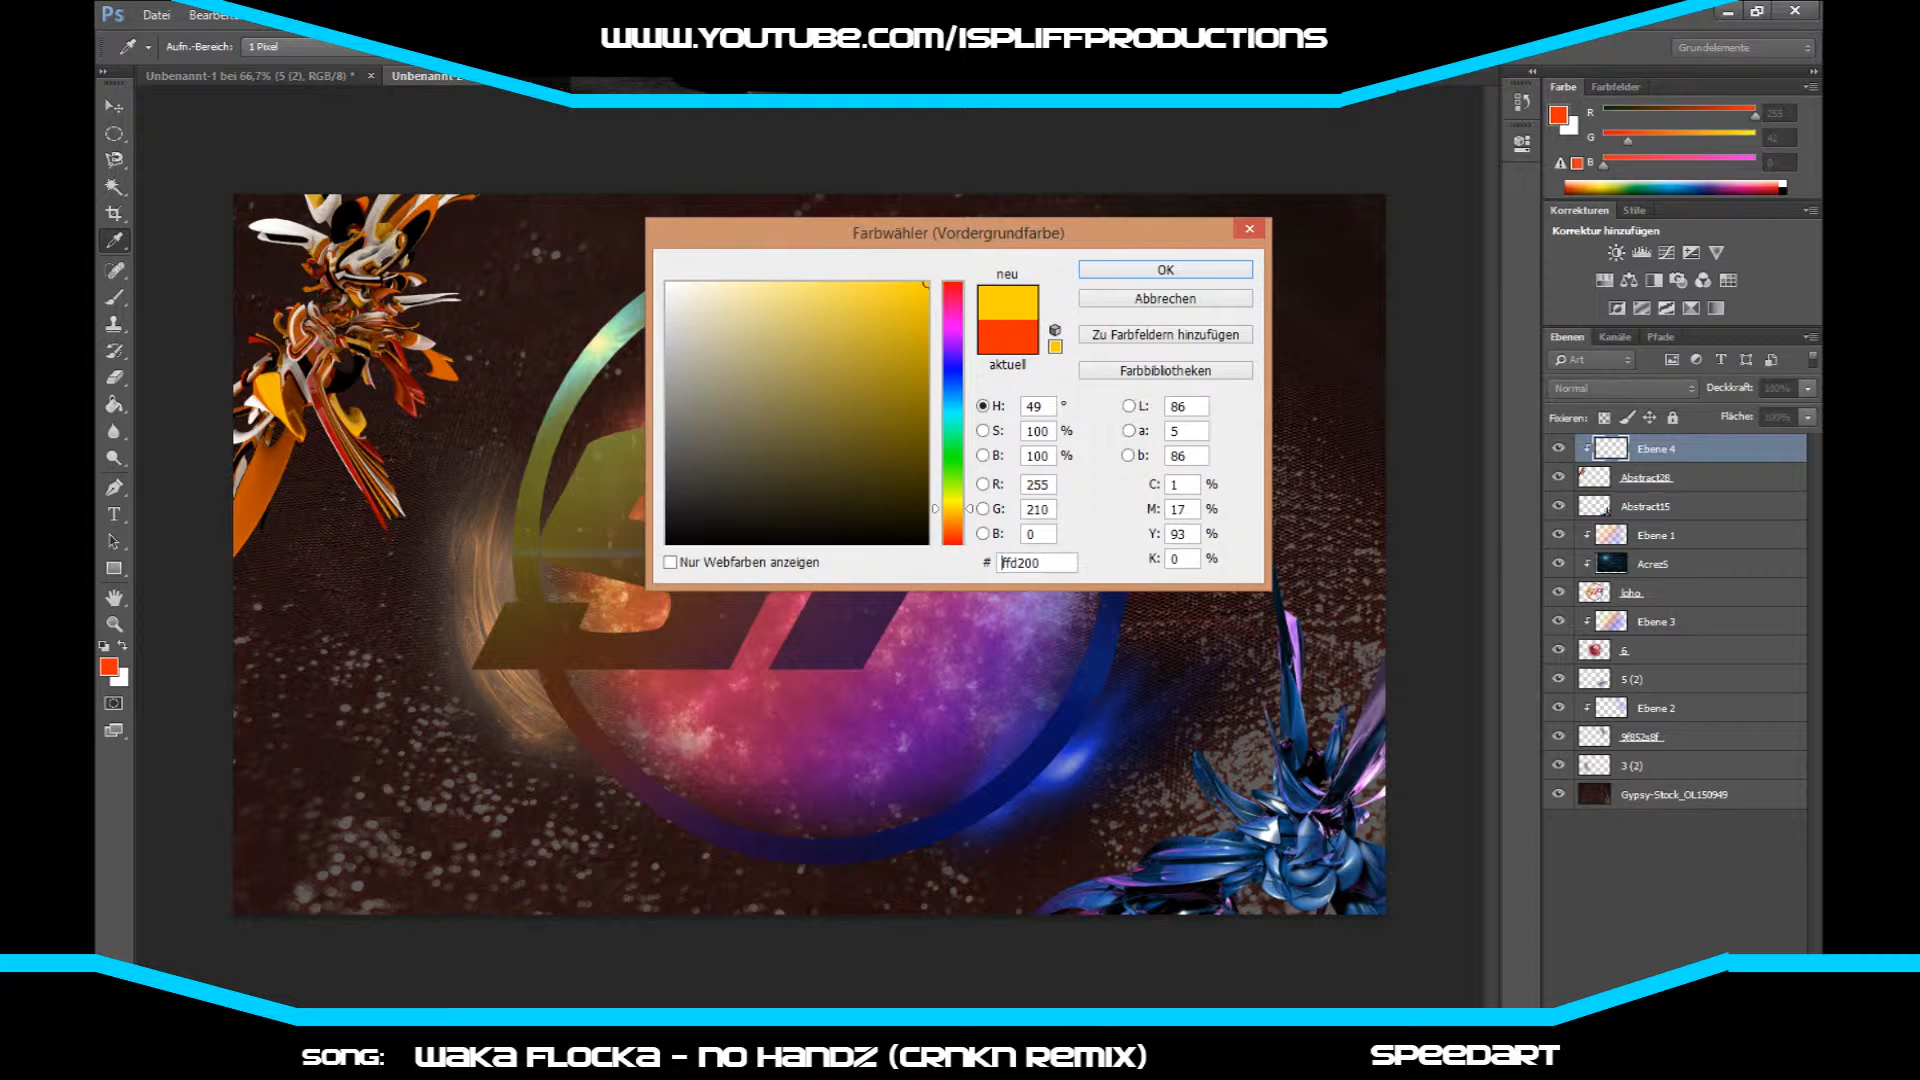 www.youtube.com/ispliffproductions
Ps Datei Bearbei
Aufn.-Bereich: 1 Pixel
Grundelemente
Unbenannt-1 bei 66,7% (5 (2), RGB/8) * Unbenannt-2
Farbe Farbfelder
R 255
G 42
B 0
Korrekturen Stile
Korrektur hinzufügen
Ebenen Kanäle Pfade
Art
Normal Deckkraft: 100%
Fixieren: Fläche: 100%
Ebene 4
Abstract28
Abstract15
Ebene 1
AcrezS
loho
Ebene 3
6
5 (2)
Ebene 2
9f852s8f
3 (2)
Gypsy-Stock_OL150949
Farbwähler (Vordergrundfarbe)
neu
aktuell
OK
Abbrechen
Zu Farbfeldern hinzufügen
Farbbibliotheken
H: 49 ° L: 86
S: 100 % a: 5
B: 100 % b: 86
R: 255 C: 1 %
G: 210 M: 17 %
B: 0 Y: 93 %
Nur Webfarben anzeigen # ffd200 K: 0 %
T
song: Waka Flocka - No Handz (CRNKN Remix)
Speedart